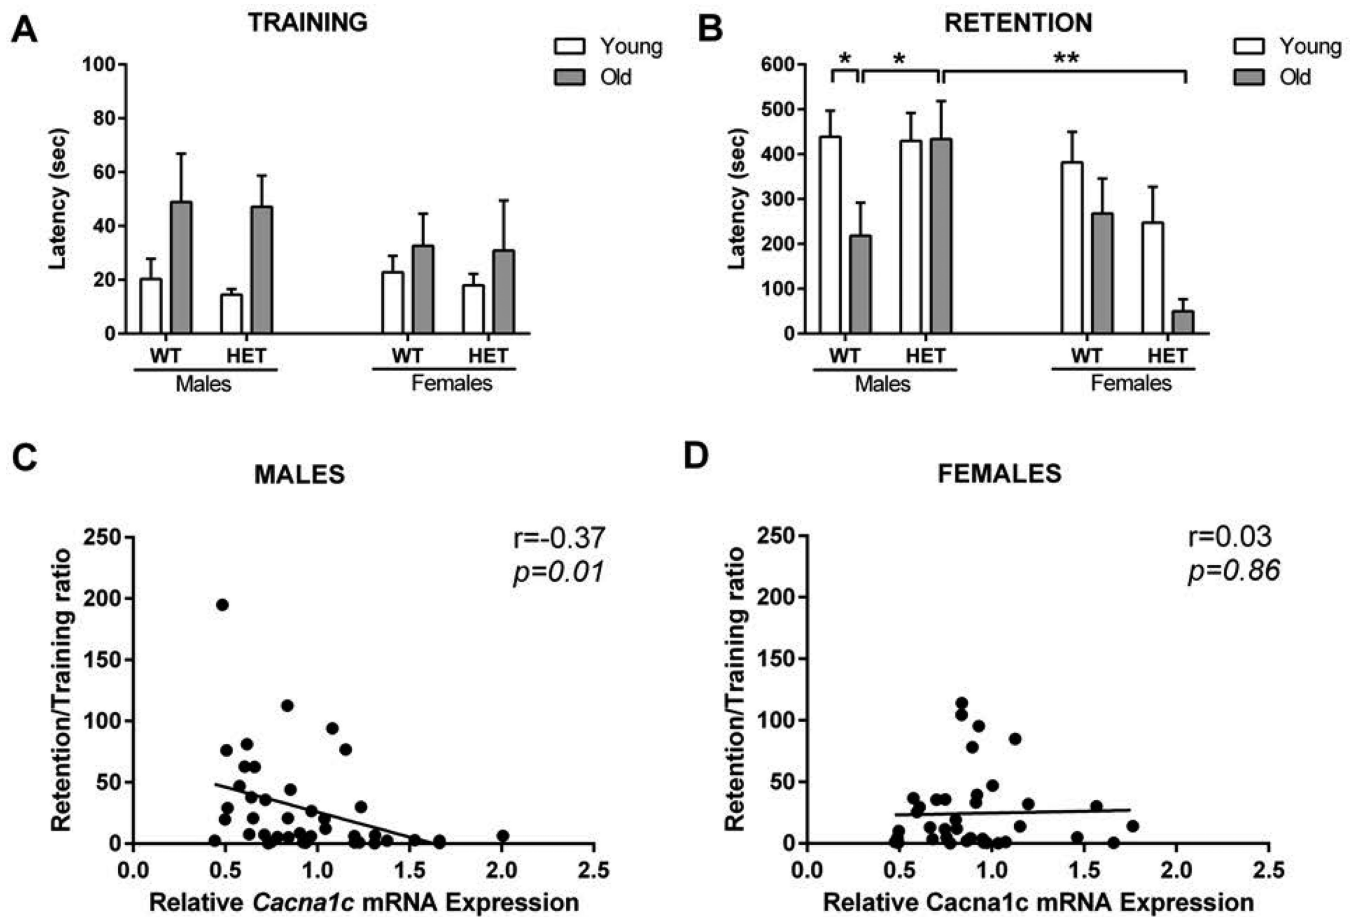 A
TRAINING
Young
Old
Latency (sec)
100
80
60
40
20
0
WT HET WT HET
Males Females
B
RETENTION
Young
Old
Latency (sec)
600
500
400
300
200
100
0
* * **
WT HET WT HET
Males Females
C
MALES
r=-0.37
p=0.01
Retention/Training ratio
250
200
150
100
50
0
0.0 0.5 1.0 1.5 2.0 2.5
Relative Cacna1c mRNA Expression
D
FEMALES
r=0.03
p=0.86
Retention/Training ratio
250
200
150
100
50
0
0.0 0.5 1.0 1.5 2.0 2.5
Relative Cacna1c mRNA Expression